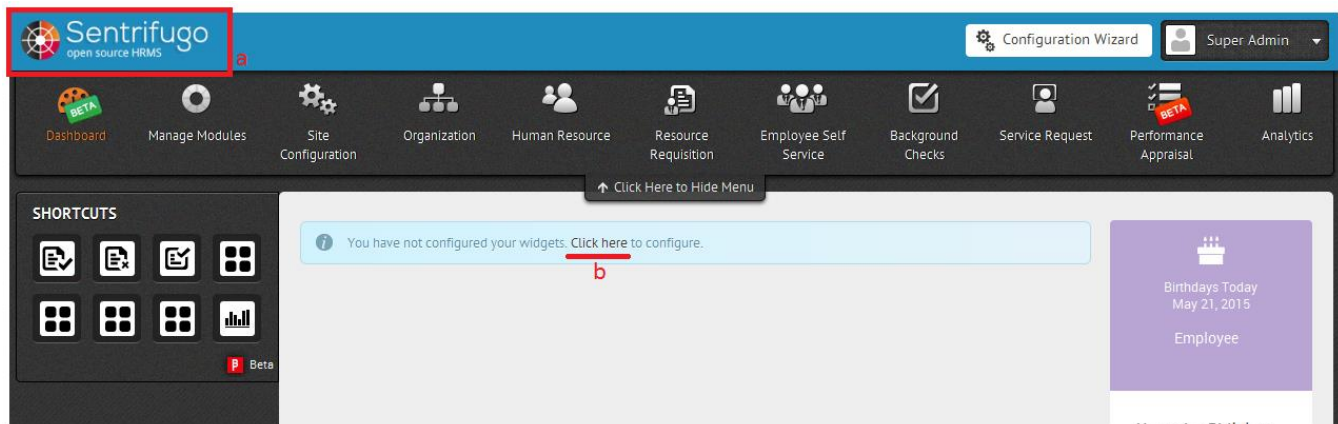 Sentrifugo
open source HRMS
a
Configuration Wizard
Super Admin
BETA
Dashboard
Manage Modules
Site
Configuration
Organization
Human Resource
Resource
Requisition
Employee Self
Service
Background
Checks
Service Request
BETA
Performance
Appraisal
Analytics
Click Here to Hide Menu
SHORTCUTS
β Beta
You have not configured your widgets. Click here to configure.
b
Birthdays Today
May 21, 2015
Employee